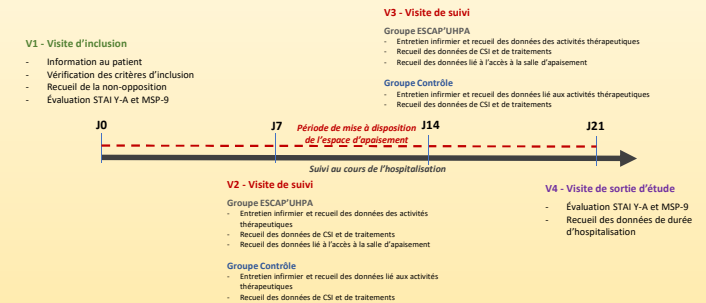 V1 - Visite d'inclusion
- Information au patient
- Vérification des critères d'inclusion
- Recueil de la non-opposition
- Évaluation STAI Y-A et MSP-9
V3 - Visite de suivi
Groupe ESCAP'UHPA
- Entretien infirmier et recueil des données des activités thérapeutiques
- Recueil des données de CSI et de traitements
- Recueil des données lié à l'accès à la salle d'apaisement
Groupe Contrôle
- Entretien infirmier et recueil des données lié aux activités thérapeutiques
- Recueil des données de CSI et de traitements
J0
J7
J14
J21
Période de mise à disposition
de l'espace d'apaisement
Suivi au cours de l'hospitalisation
V2 - Visite de suivi
Groupe ESCAP'UHPA
- Entretien infirmier et recueil des données des activités
thérapeutiques
- Recueil des données de CSI et de traitements
- Recueil des données lié à l'accès à la salle d'apaisement
Groupe Contrôle
- Entretien infirmier et recueil des données lié aux activités
thérapeutiques
- Recueil des données de CSI et de traitements
V4 - Visite de sortie d'étude
- Évaluation STAI Y-A et MSP-9
- Recueil des données de durée
d'hospitalisation